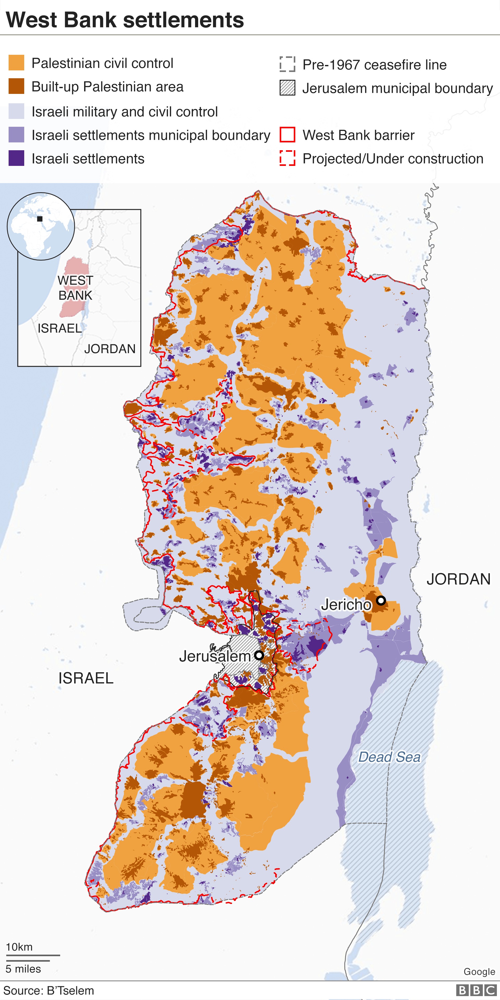 West Bank settlements
Palestinian civil control
Built-up Palestinian area
Israeli military and civil control
Israeli settlements municipal boundary
Israeli settlements
Pre-1967 ceasefire line
Jerusalem municipal boundary
West Bank barrier
Projected/Under construction
WEST
BANK
ISRAEL
JORDAN
JORDAN
Jericho
Jerusalem
ISRAEL
Dead Sea
10km
5 miles
Google
Source: B'Tselem
BBC